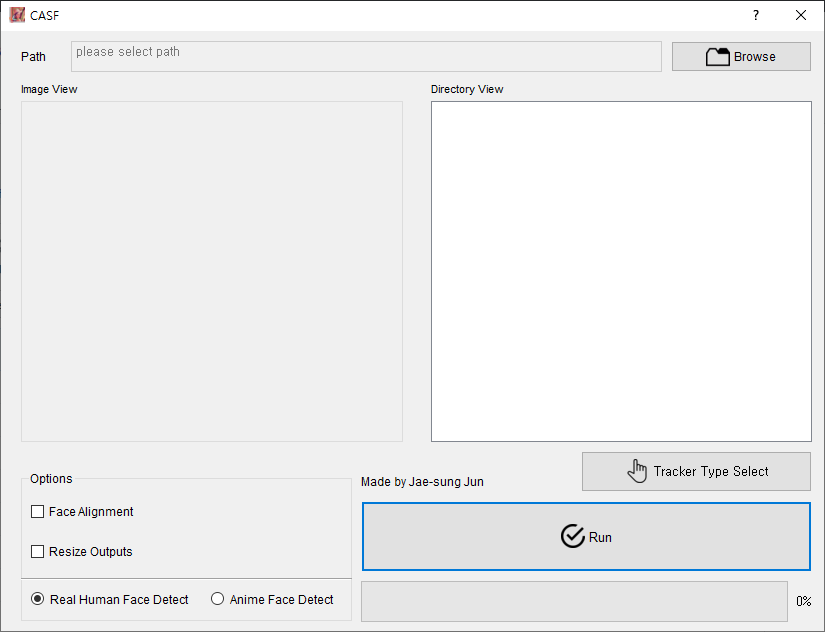 CASF
?
Path
please select path
Browse
Image View
Directory View
Tracker Type Select
Options
Made by Jae-sung Jun
Face Alignment
Run
Resize Outputs
Real Human Face Detect
Anime Face Detect
0%